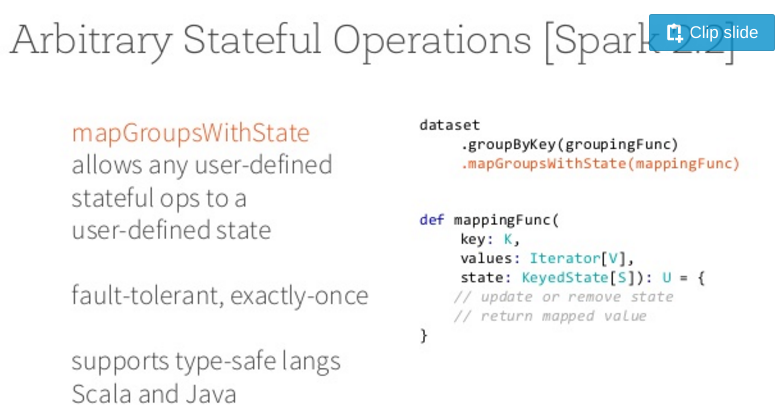 Arbitrary Stateful Operations [Spark 2.2]
Clip slide
mapGroupsWithState
allows any user-defined
stateful ops to a
user-defined state
fault-tolerant, exactly-once
supports type-safe langs
Scala and Java
dataset
.groupByKey(groupingFunc)
.mapGroupsWithState(mappingFunc)
def mappingFunc(
key: K,
values: Iterator[V],
state: KeyedState[S]): U = {
// update or remove state
// return mapped value
}